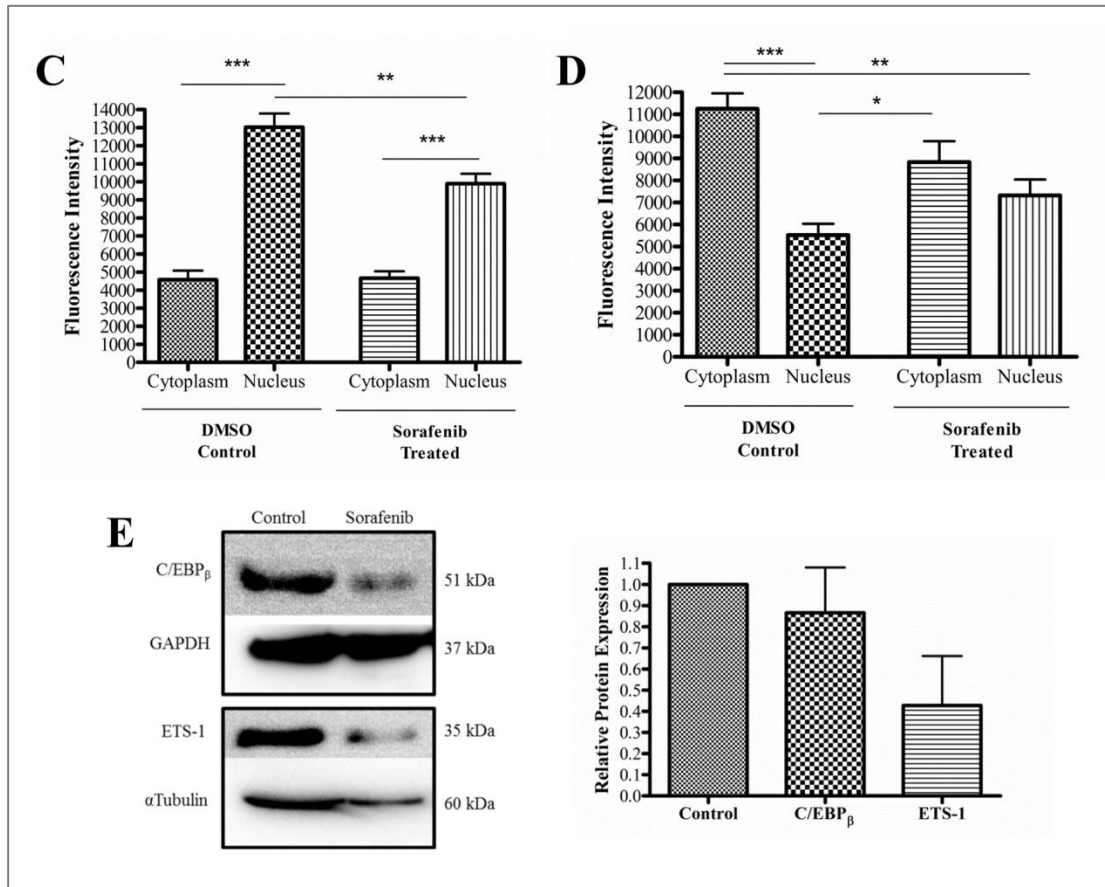 C
***
**
***
Fluorescence Intensity
14000
13000
12000
11000
10000
9000
8000
7000
6000
5000
4000
3000
2000
1000
0
Cytoplasm Nucleus Cytoplasm Nucleus
DMSO Control
Sorafenib Treated
D
***
**
*
Fluorescence Intensity
12000
11000
10000
9000
8000
7000
6000
5000
4000
3000
2000
1000
0
Cytoplasm Nucleus Cytoplasm Nucleus
DMSO Control
Sorafenib Treated
E
Control Sorafenib
C/EBPβ 51 kDa
GAPDH 37 kDa
ETS-1 35 kDa
αTubulin 60 kDa
Relative Protein Expression
1.1
1.0
0.9
0.8
0.7
0.6
0.5
0.4
0.3
0.2
0.1
0.0
Control C/EBPβ ETS-1